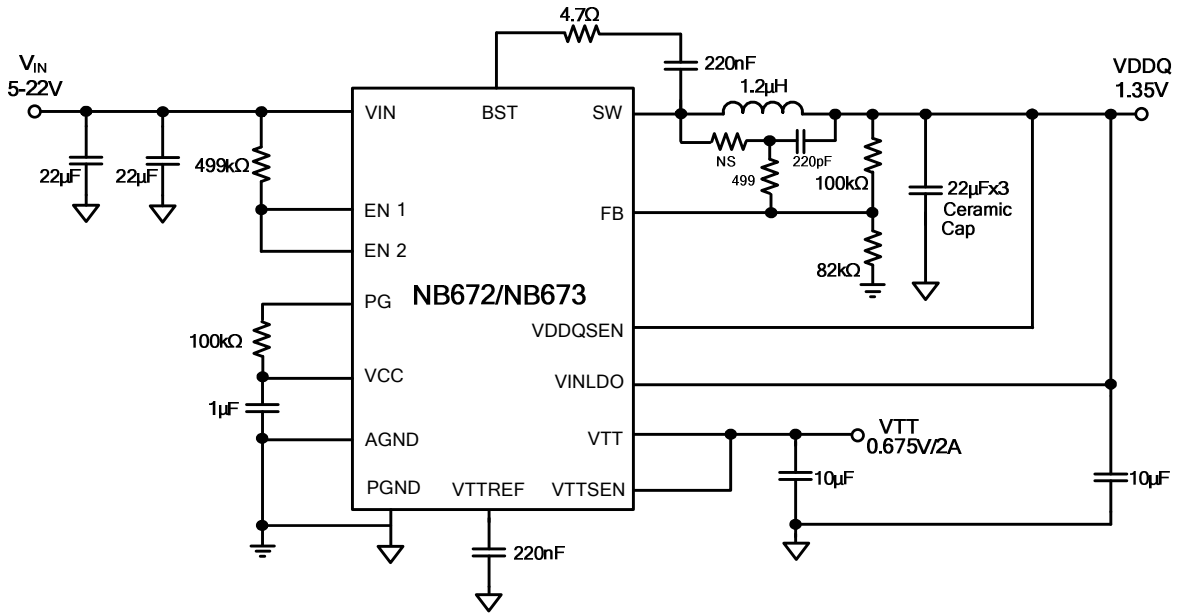 4.7Ω
220nF
V_IN
5-22V
22µF
22µF
499kΩ
VIN
BST
SW
1.2µH
VDDQ
1.35V
NS
220pF
499
100kΩ
22µFx3
Ceramic
Cap
EN 1
FB
EN 2
82kΩ
PG
NB672/NB673
VDDQSEN
100kΩ
VCC
VINLDO
1µF
AGND
VTT
VTT
0.675V/2A
PGND
VTTREF
VTTSEN
10µF
10µF
220nF